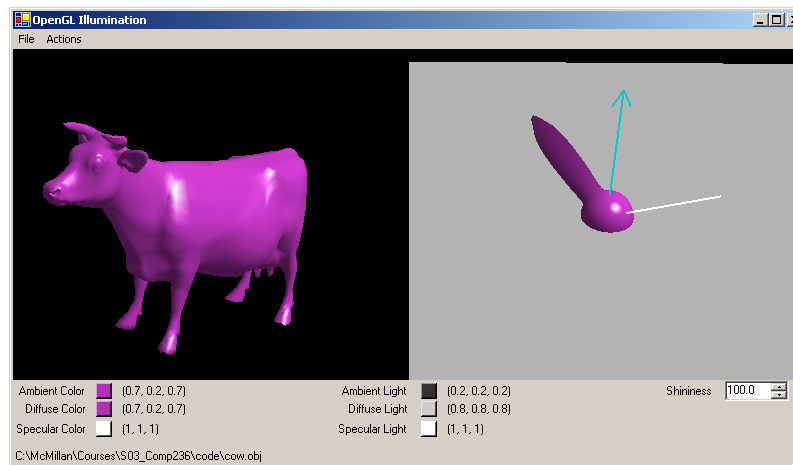 OpenGL Illumination
File Actions
Ambient Color (0.7, 0.2, 0.7) Ambient Light (0.2, 0.2, 0.2) Shininess 100.0
Diffuse Color (0.7, 0.2, 0.7) Diffuse Light (0.8, 0.8, 0.8)
Specular Color (1, 1, 1) Specular Light (1, 1, 1)
C:\McMillan\Courses\S03_Comp236\code\cow.obj